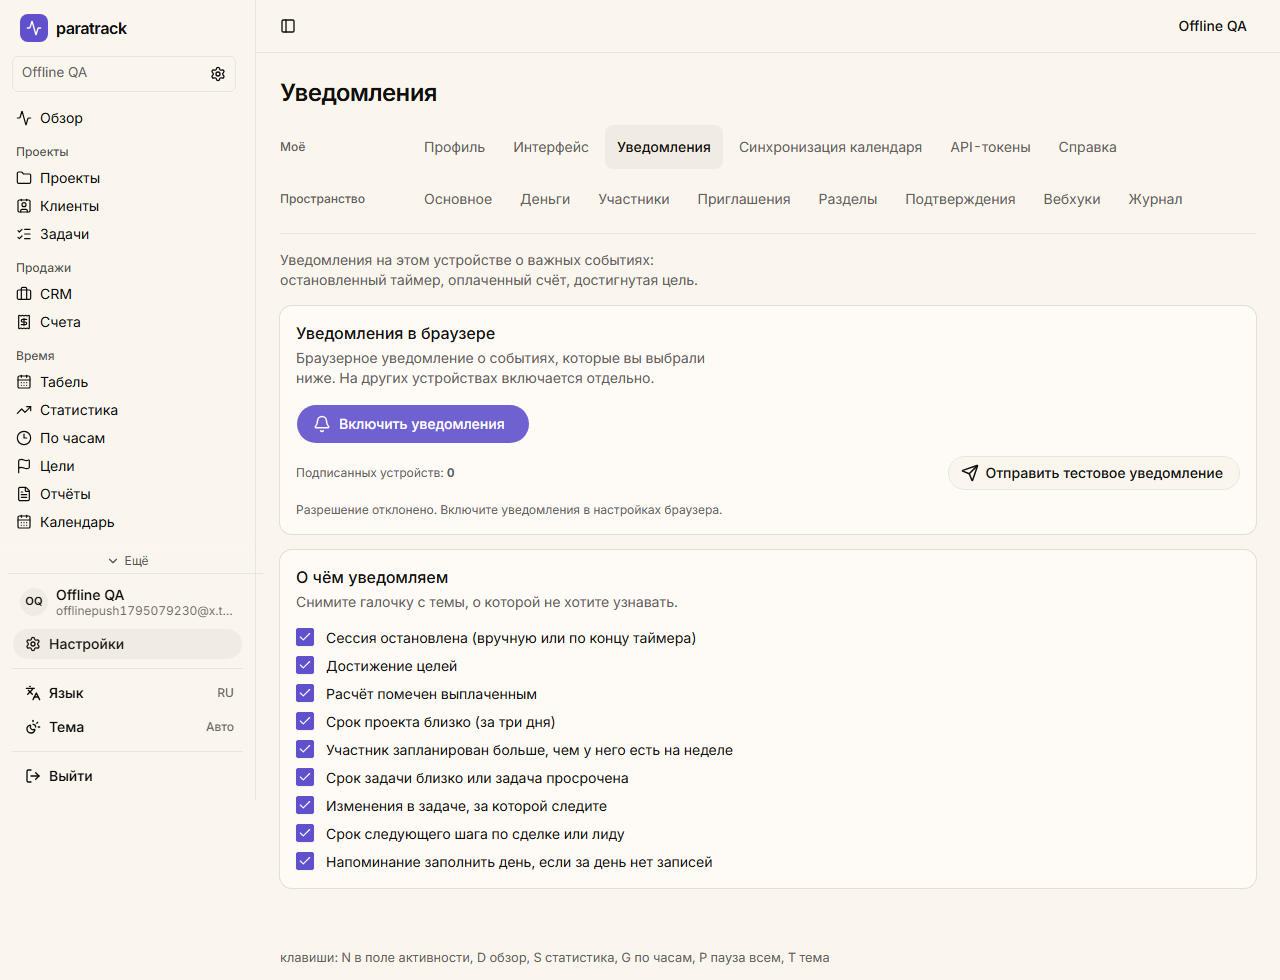 paratrack
Offline QA
Обзор
Проекты
Проекты
Клиенты
Задачи
Продажи
CRM
Счета
Время
Табель
Статистика
По часам
Цели
Отчёты
Календарь
Ещё
OQ
Offline QA
offlinepush1795079230@x.t...
Настройки
Язык RU
Тема Авто
Выйти
Offline QA
Уведомления
Моё Профиль Интерфейс Уведомления Синхронизация календаря API-токены Справка
Пространство Основное Деньги Участники Приглашения Разделы Подтверждения Вебхуки Журнал
Уведомления на этом устройстве о важных событиях:
остановленный таймер, оплаченный счёт, достигнутая цель.
Уведомления в браузере
Браузерное уведомление о событиях, которые вы выбрали
ниже. На других устройствах включается отдельно.
Включить уведомления
Подписанных устройств: 0
Отправить тестовое уведомление
Разрешение отклонено. Включите уведомления в настройках браузера.
О чём уведомляем
Снимите галочку с темы, о которой не хотите узнавать.
Сессия остановлена (вручную или по концу таймера)
Достижение целей
Расчёт помечен выплаченным
Срок проекта близко (за три дня)
Участник запланирован больше, чем у него есть на неделе
Срок задачи близко или задача просрочена
Изменения в задаче, за которой следите
Срок следующего шага по сделке или лиду
Напоминание заполнить день, если за день нет записей
клавиши: N в поле активности, D обзор, S статистика, G по часам, P пауза всем, T тема